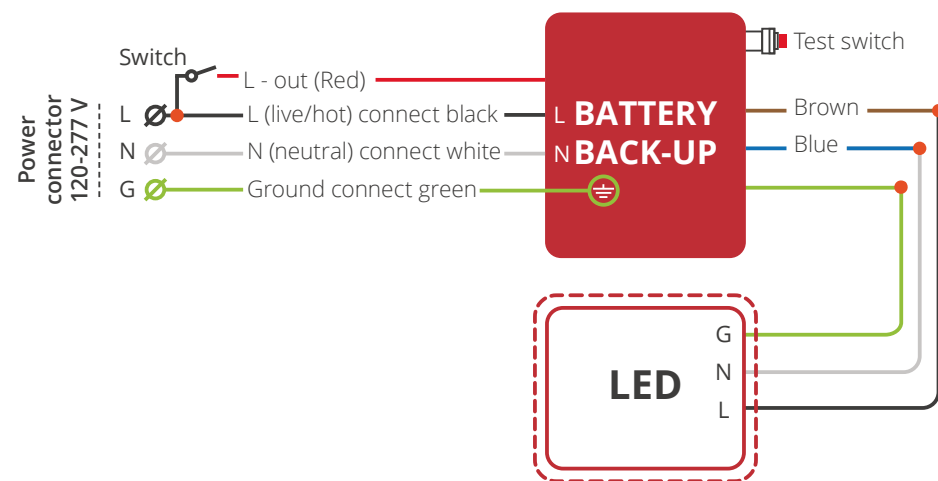 Switch
Test switch
L - out (Red)
Power
connector
120-277 V
L
L (live/hot) connect black
L BATTERY
Brown
N
N (neutral) connect white
N BACK-UP
Blue
G
Ground connect green
G
LED
N
L